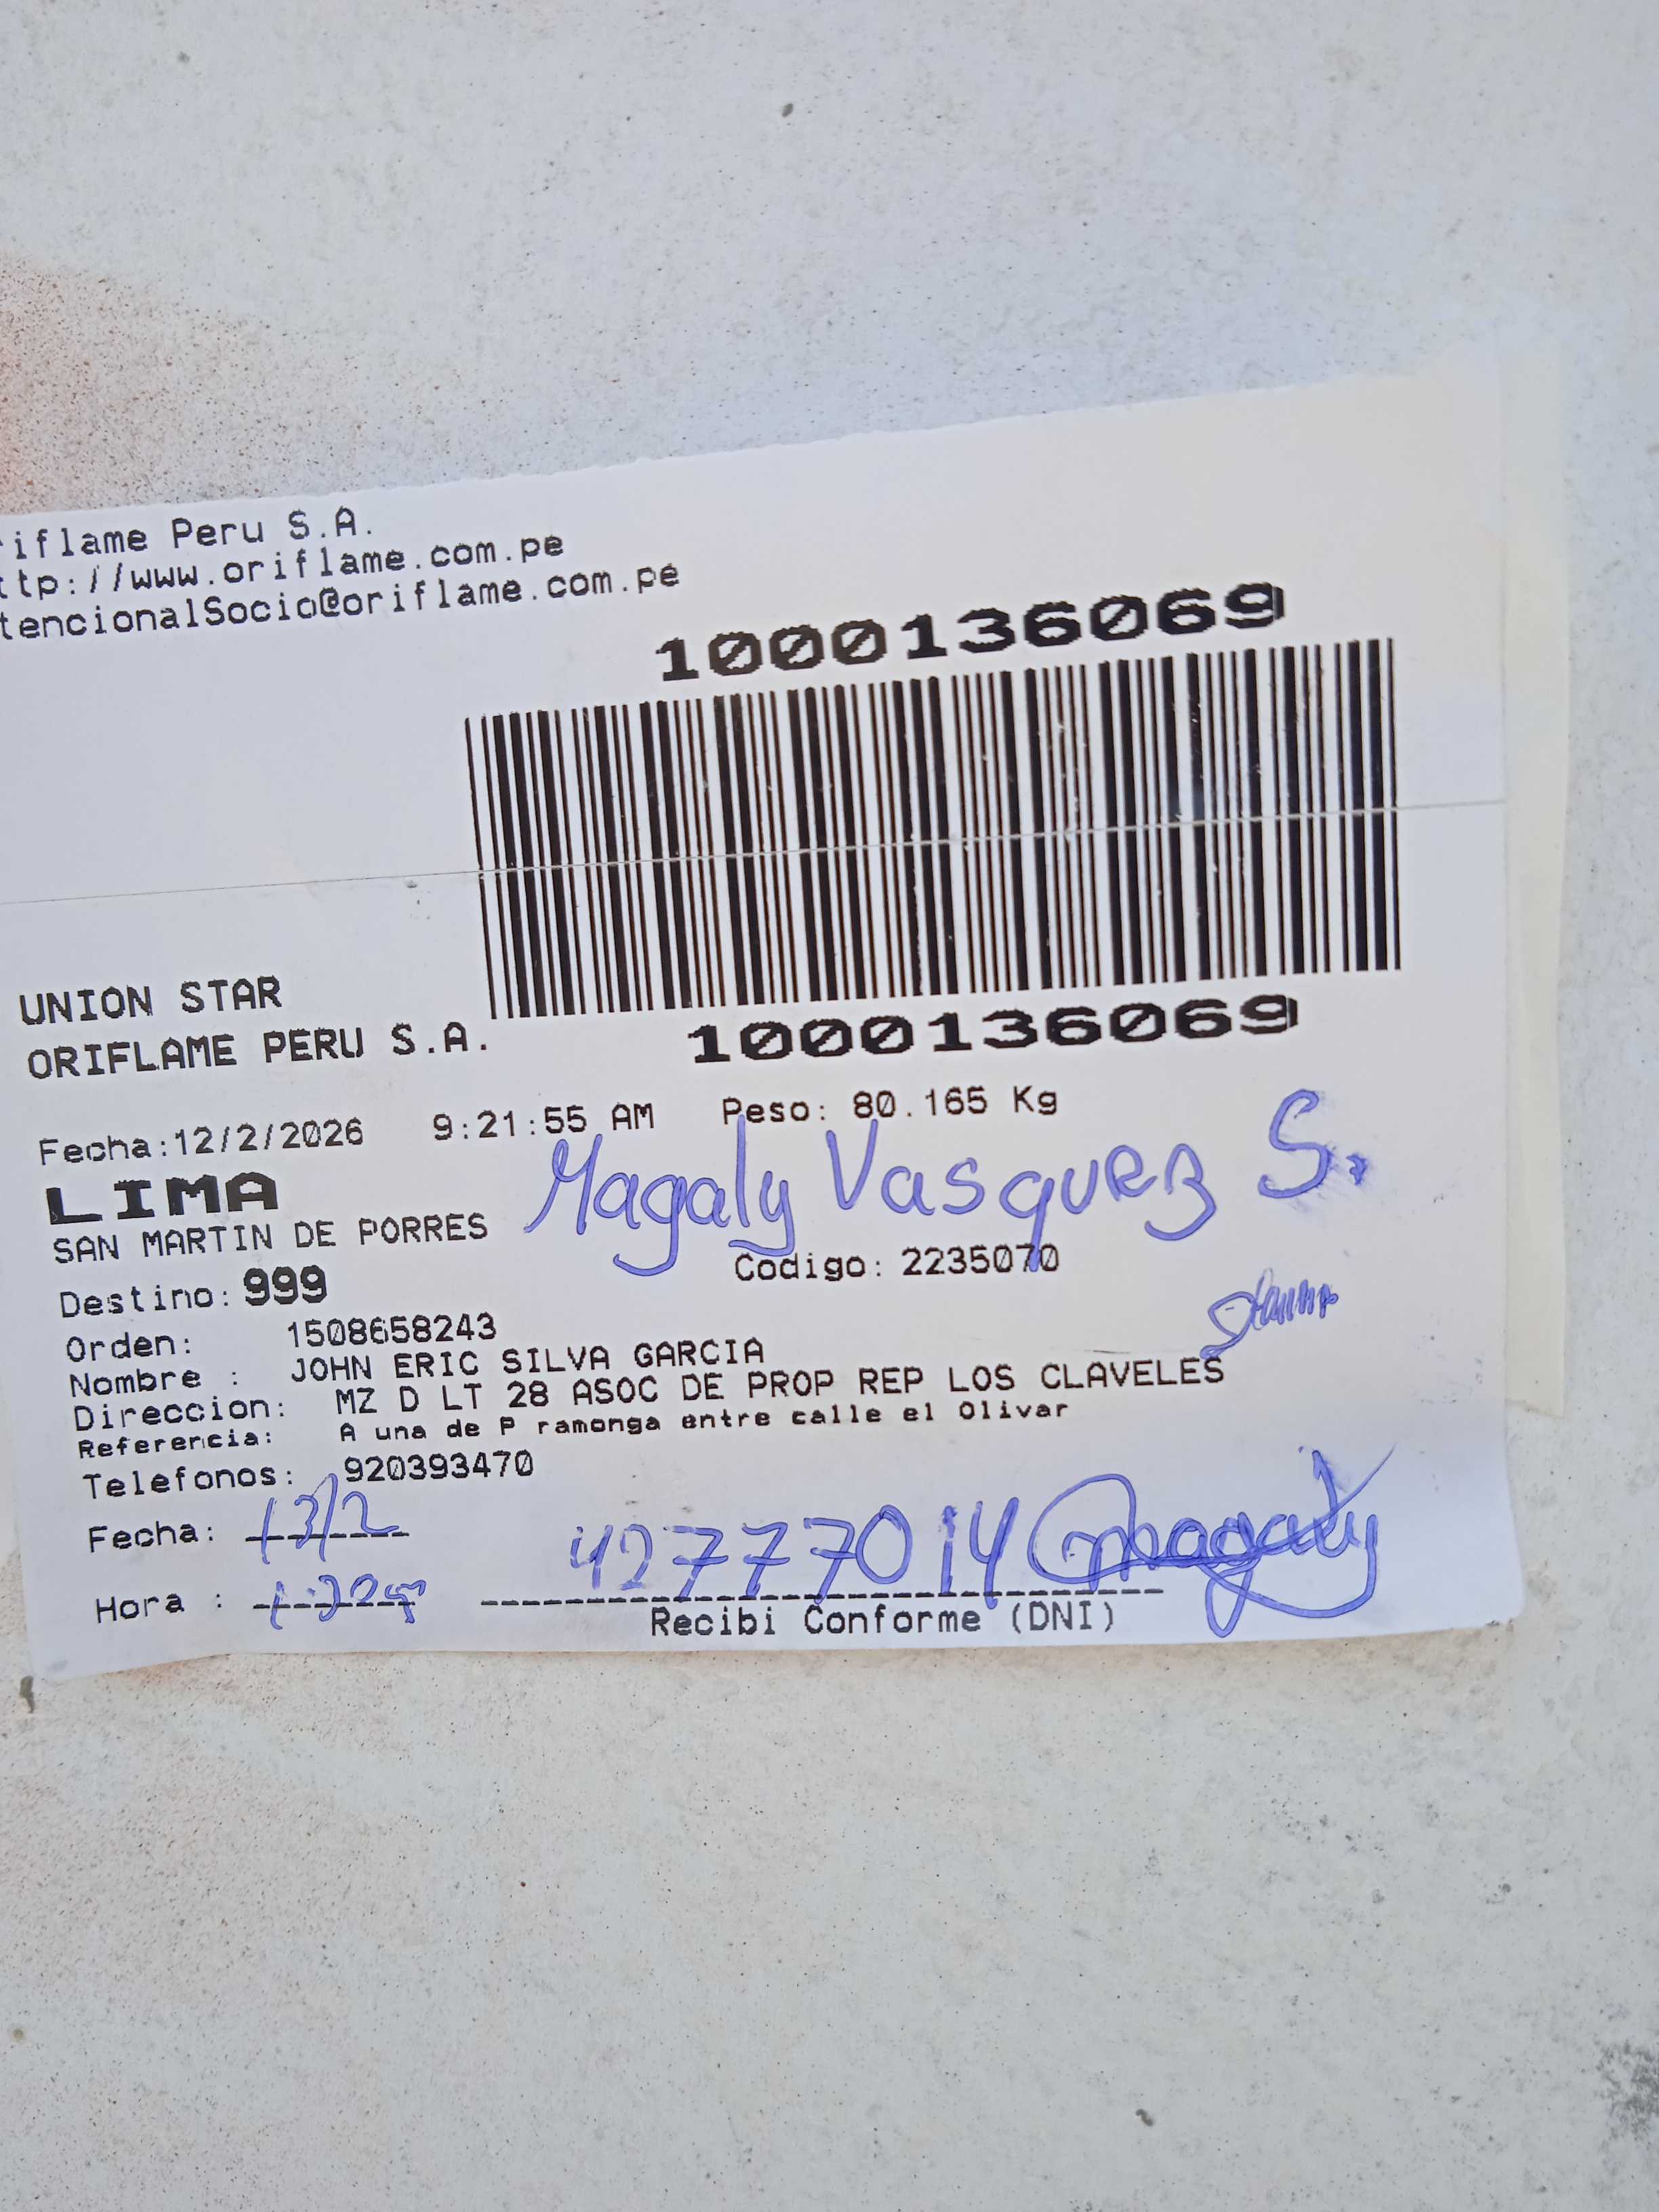 iflame Peru S.A.
ttp://www.oriflame.com.pe
tencionalSocio@oriflame.com.pe
1000136069
1000136069
UNION STAR
ORIFLAME PERU S.A.
Fecha:12/2/2026 9:21:55 AM Peso: 80.165 Kg
LIMA
Magaly Vasquez S.
SAN MARTIN DE PORRES
Destino: 999 Codigo: 2235070
Orden: 1508658243
Nombre : JOHN ERIC SILVA GARCIA
Direccion: MZ D LT 28 ASOC DE PROP REP LOS CLAVELES
Referencia: A una de P ramonga entre calle el Olivar
Telefonos: 920393470
Fecha: 13/2
42777014 Magaly
Hora :
Recibi Conforme (DNI)